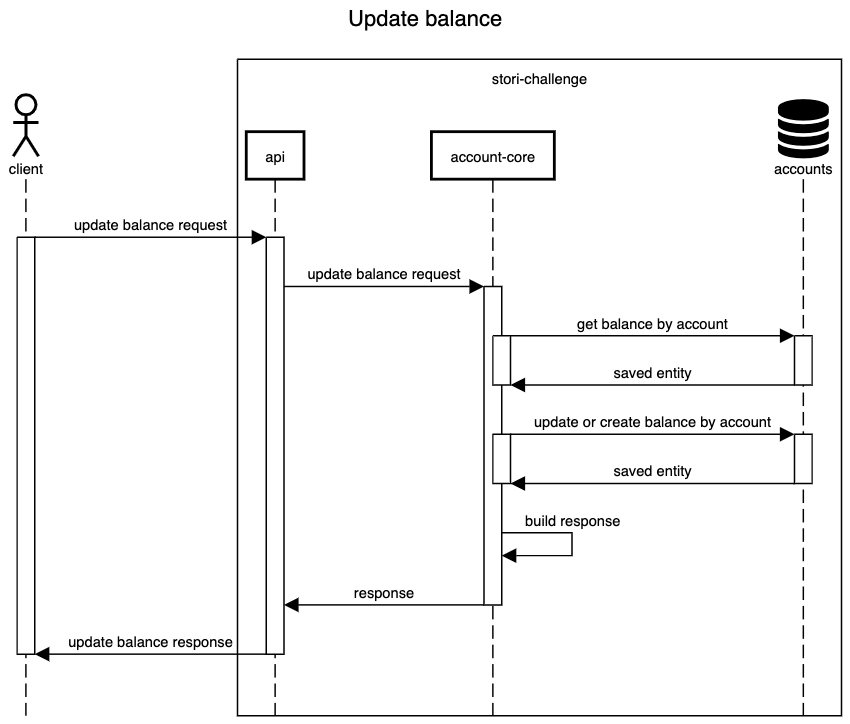 Update balance
stori-challenge
client
api
account-core
accounts
update balance request
update balance request
get balance by account
saved entity
update or create balance by account
saved entity
build response
response
update balance response